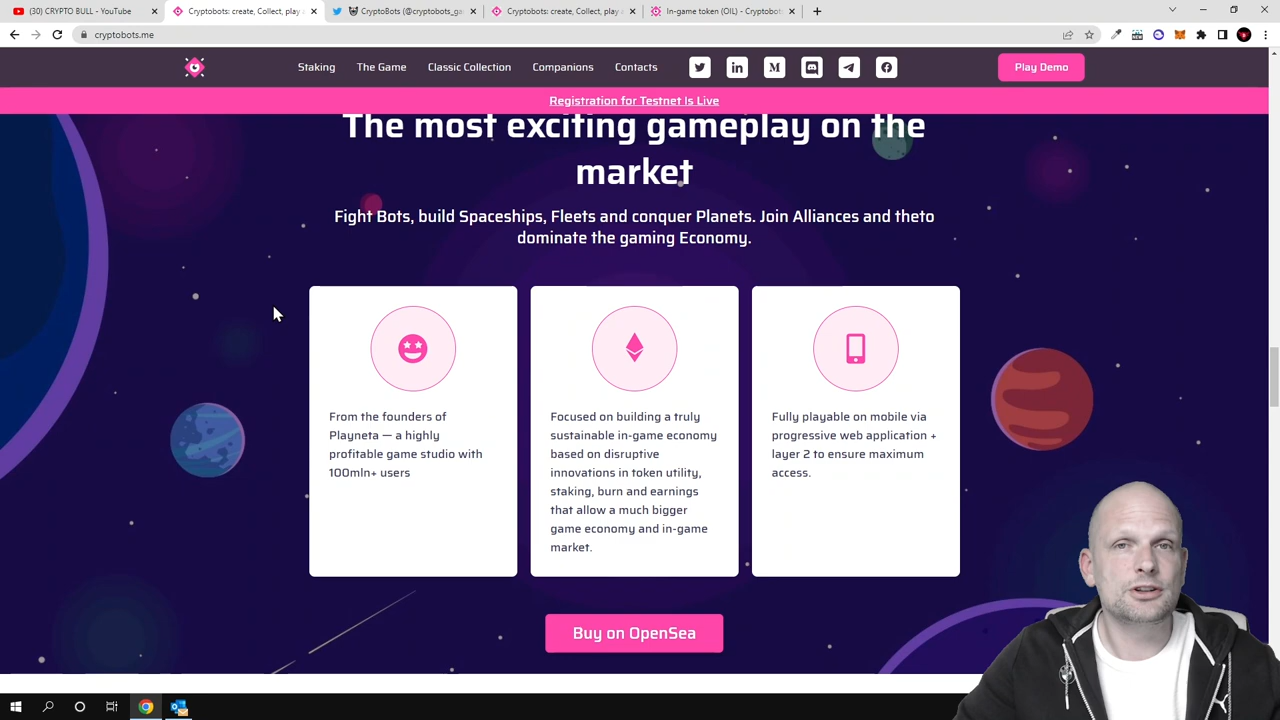 (30) CRYPTO BULL - YouTube
Cryptobots: create, Collect, play a
CryptoBots (@cryptobots_ga
Cryptobots: create, Collect, play a
In-game token (OIL) - Cryptobots:
cryptobots.me
Staking
The Game
Classic Collection
Companions
Contacts
Play Demo
Registration for Testnet Is Live
The most exciting gameplay on the
market
Fight Bots, build Spaceships, Fleets and conquer Planets. Join Alliances and theto
dominate the gaming Economy.
From the founders of
Playneta — a highly
profitable game studio with
100mln+ users
Focused on building a truly
sustainable in-game economy
based on disruptive
innovations in token utility,
staking, burn and earnings
that allow a much bigger
game economy and in-game
market.
Fully playable on mobile via
progressive web application +
layer 2 to ensure maximum
access.
Buy on OpenSea